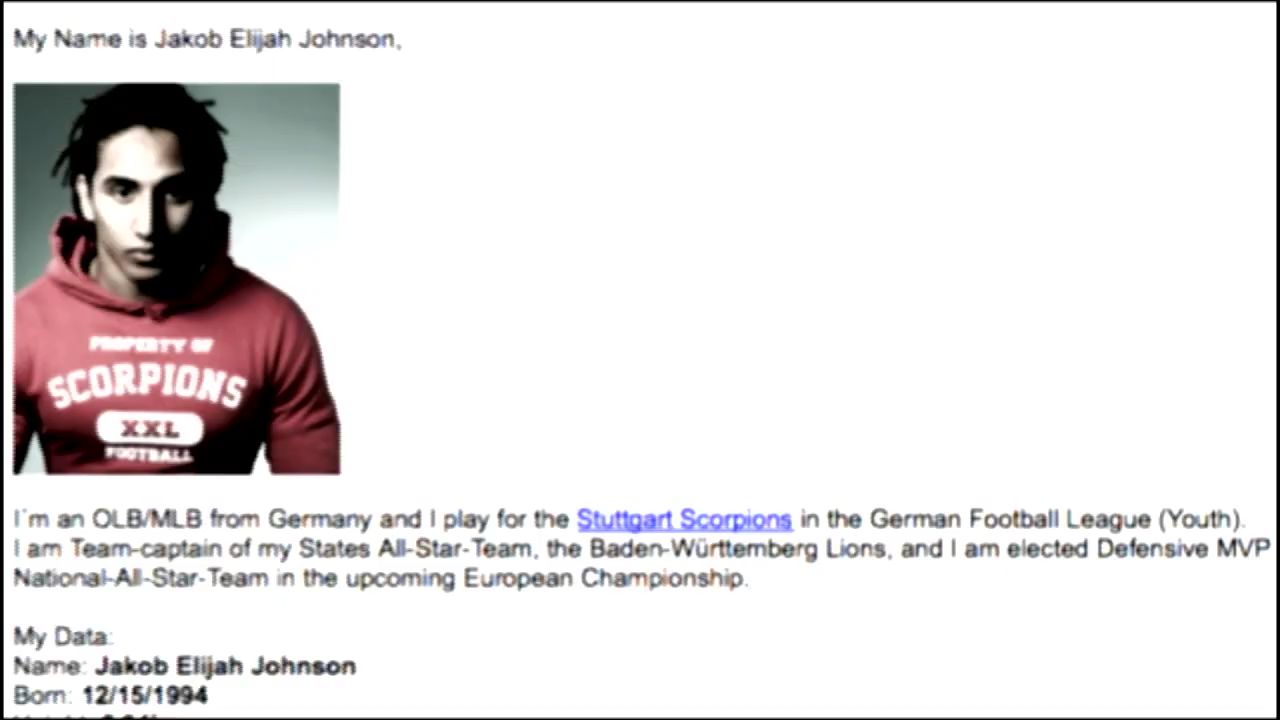 My Name is Jakob Elijah Johnson,
PROPERTY OF
SCORPIONS
XXL
FOOTBALL
I´m an OLB/MLB from Germany and I play for the Stuttgart Scorpions in the German Football League (Youth).
I am Team-captain of my States All-Star-Team, the Baden-Württemberg Lions, and I am elected Defensive MVP
National-All-Star-Team in the upcoming European Championship.
My Data:
Name: Jakob Elijah Johnson
Born: 12/15/1994